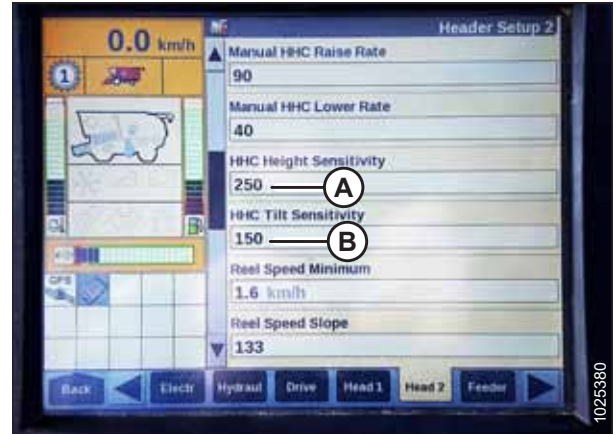 0.0 km/h
Header Setup 2
1
Manual HHC Raise Rate
90
Manual HHC Lower Rate
40
HHC Height Sensitivity
250
A
HHC Tilt Sensitivity
150
B
Reel Speed Minimum
1.6 km/h
Reel Speed Slope
133
GPS
Back
Electr
Hydraul
Drive
Head 1
Head 2
Feeder
1025380